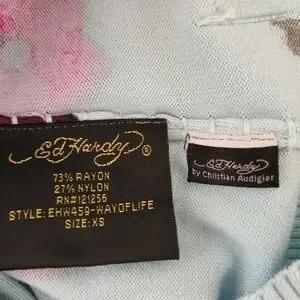 Ed Hardy ®
73% RAYON
27% NYLON
RN#121256
STYLE: EHW459-WAYOFLIFE
SIZE: XS
Ed Hardy
by Christian Audigier